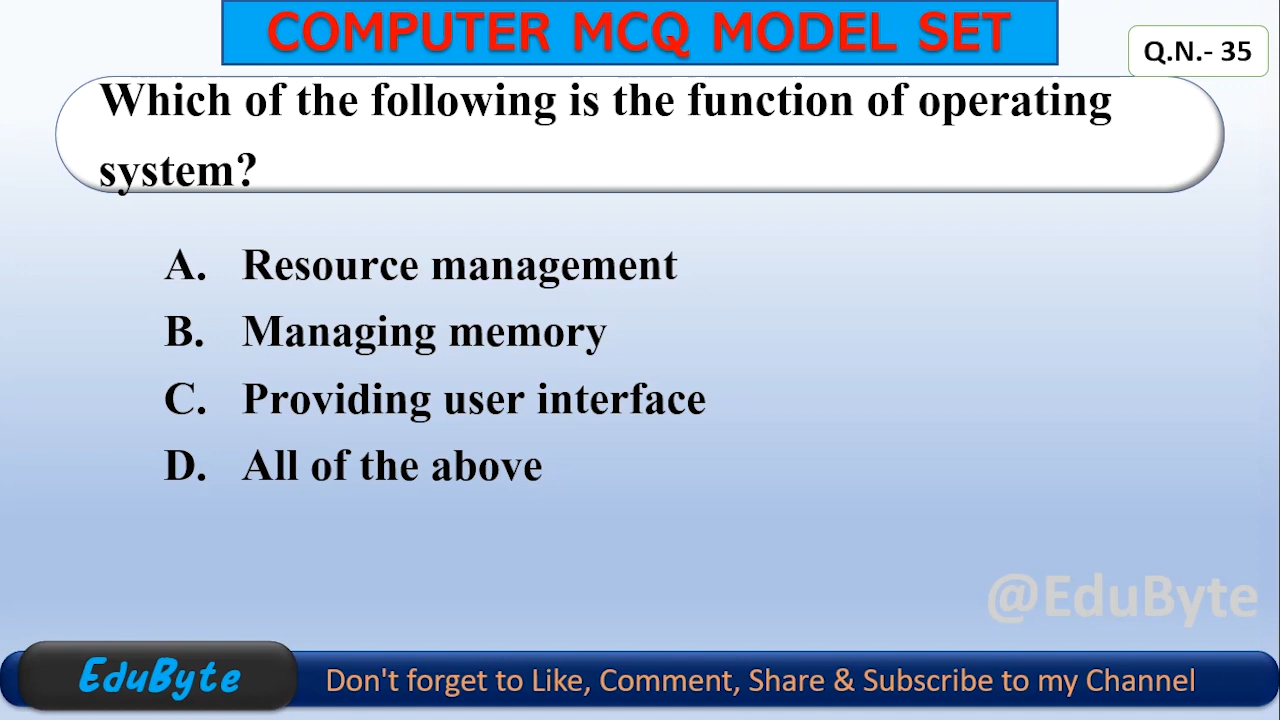 COMPUTER MCQ MODEL SET
Q.N.- 35
Which of the following is the function of operating
system?
A. Resource management
B. Managing memory
C. Providing user interface
D. All of the above
@EduByte
EduByte
Don't forget to Like, Comment, Share & Subscribe to my Channel